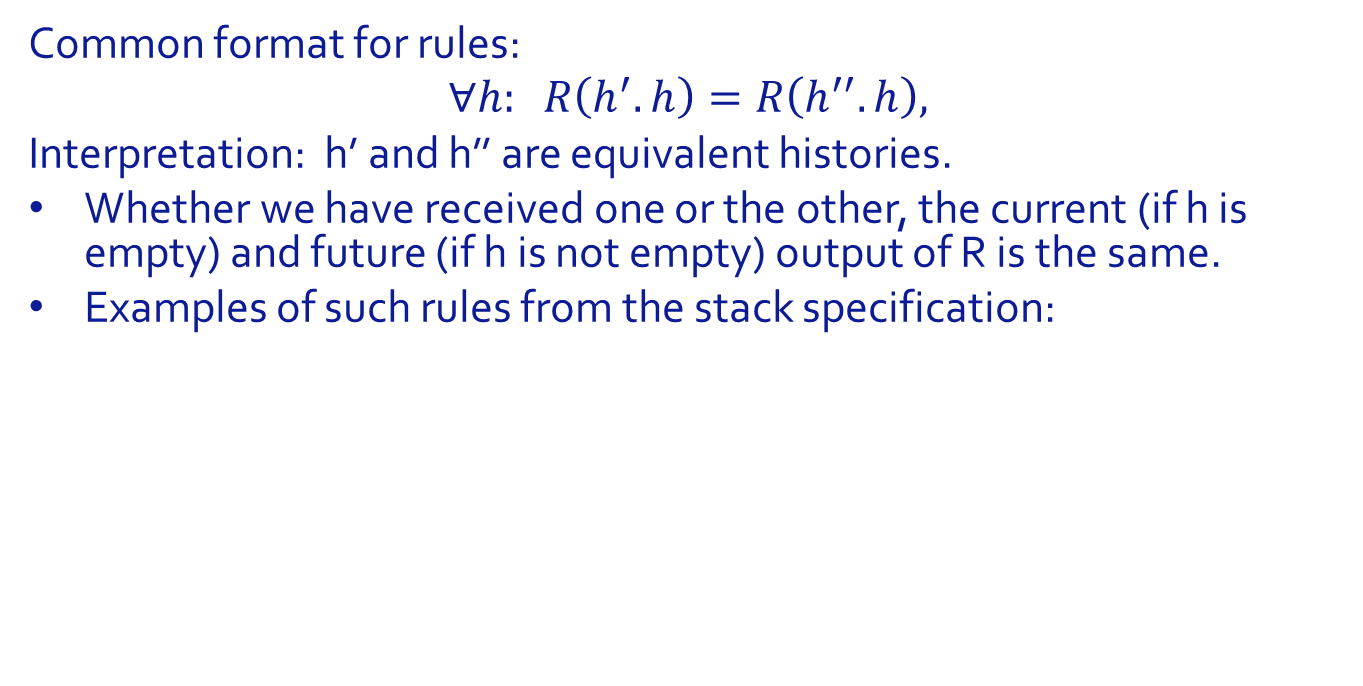 Common format for rules:
∀h: R(h′.h) = R(h′′.h),
Interpretation: h’ and h” are equivalent histories.
• Whether we have received one or the other, the current (if h is
empty) and future (if h is not empty) output of R is the same.
• Examples of such rules from the stack specification: